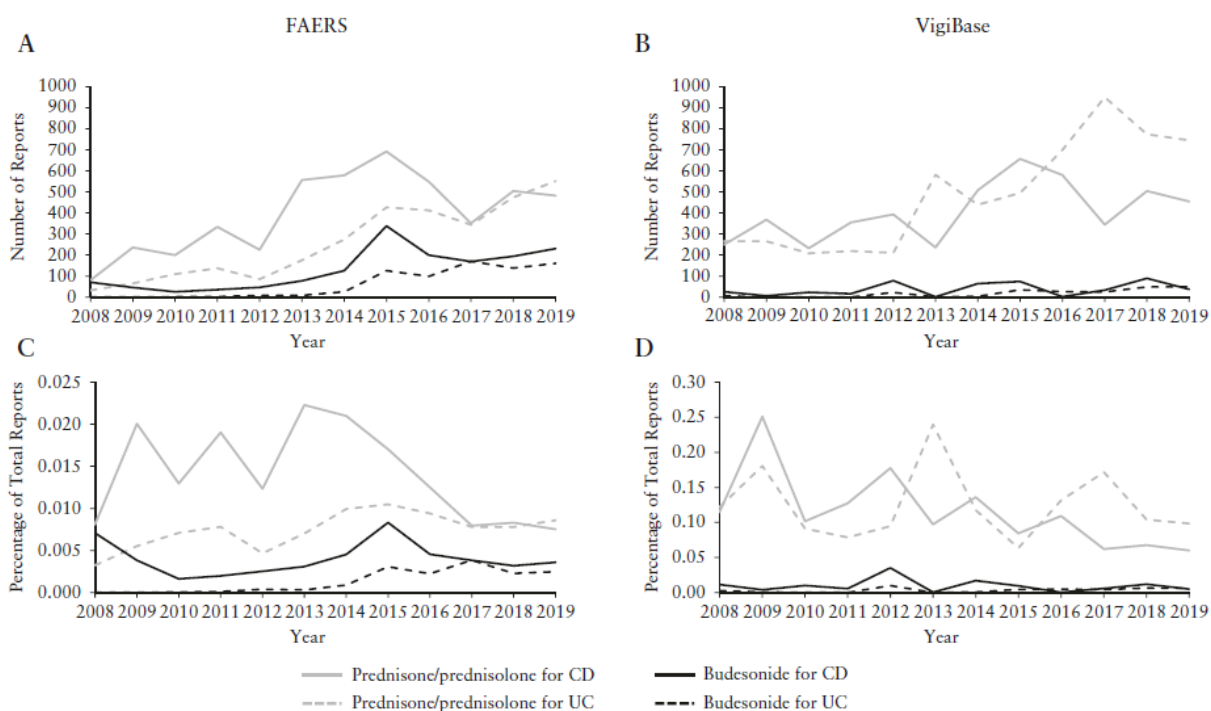 FAERS
A
Number of Reports
1000
900
800
700
600
500
400
300
200
100
0
2008 2009 2010 2011 2012 2013 2014 2015 2016 2017 2018 2019
Year
VigiBase
B
Number of Reports
1000
900
800
700
600
500
400
300
200
100
0
2008 2009 2010 2011 2012 2013 2014 2015 2016 2017 2018 2019
Year
C
Percentage of Total Reports
0.025
0.020
0.015
0.010
0.005
0.000
2008 2009 2010 2011 2012 2013 2014 2015 2016 2017 2018 2019
Year
D
Percentage of Total Reports
0.30
0.25
0.20
0.15
0.10
0.05
0.00
2008 2009 2010 2011 2012 2013 2014 2015 2016 2017 2018 2019
Year
Prednisone/prednisolone for CD
Prednisone/prednisolone for UC
Budesonide for CD
Budesonide for UC